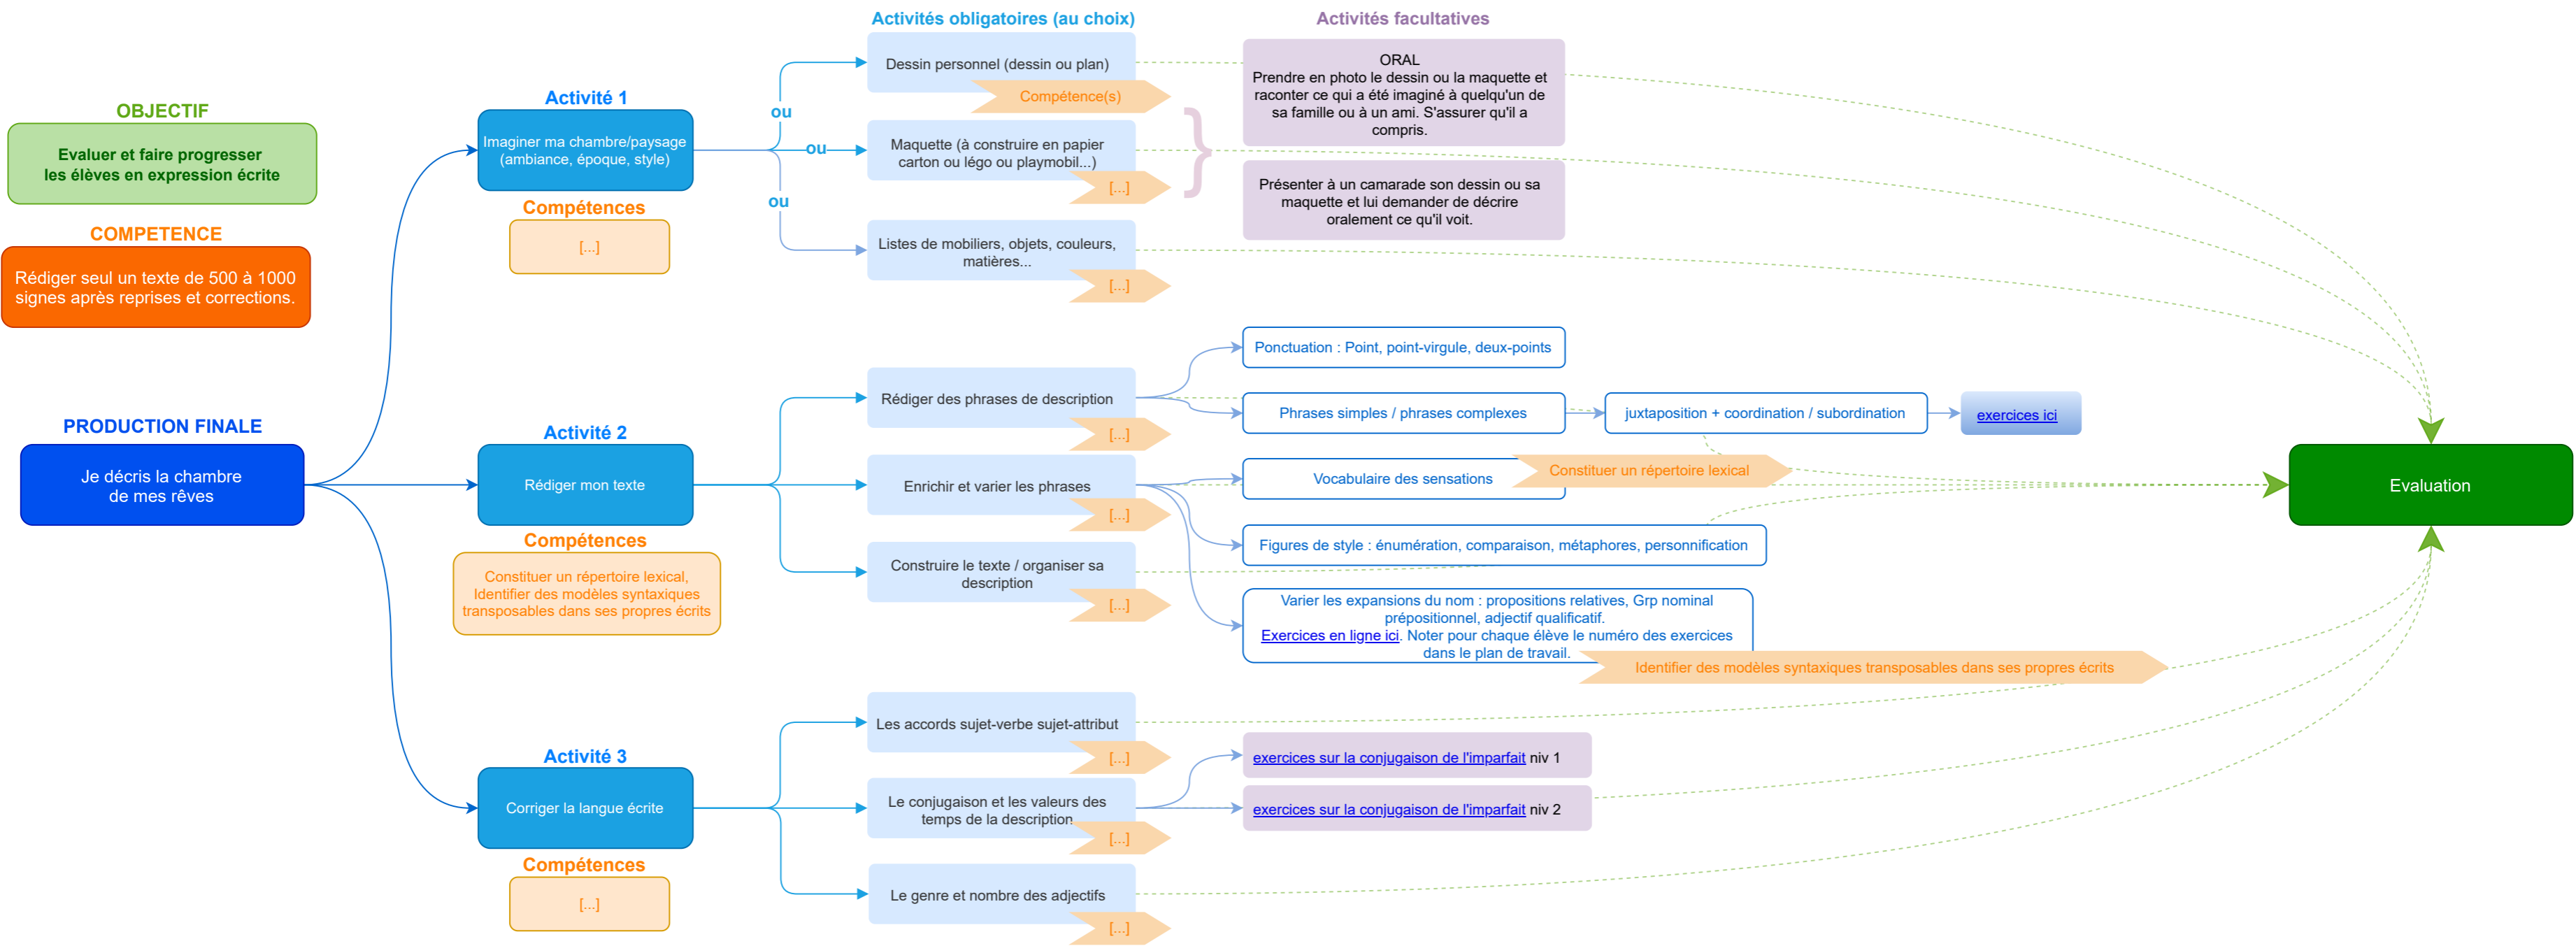 Activités obligatoires (au choix)
Activités facultatives
OBJECTIF
Evaluer et faire progresser
les élèves en expression écrite
COMPETENCE
Rédiger seul un texte de 500 à 1000
signes après reprises et corrections.
PRODUCTION FINALE
Je décris la chambre
de mes rêves
Activité 1
Imaginer ma chambre/paysage
(ambiance, époque, style)
Compétences
[...]
ou
ou
ou
Dessin personnel (dessin ou plan)
Compétence(s)
Maquette (à construire en papier
carton ou légo ou playmobil...)
[...]
Listes de mobiliers, objets, couleurs,
matières...
[...]
ORAL
Prendre en photo le dessin ou la maquette et
raconter ce qui a été imaginé à quelqu'un de
sa famille ou à un ami. S'assurer qu'il a
compris.
Présenter à un camarade son dessin ou sa
maquette et lui demander de décrire
oralement ce qu'il voit.
Activité 2
Rédiger mon texte
Compétences
Constituer un répertoire lexical,
Identifier des modèles syntaxiques
transposables dans ses propres écrits
Rédiger des phrases de description
[...]
Enrichir et varier les phrases
[...]
Construire le texte / organiser sa
description
[...]
Ponctuation : Point, point-virgule, deux-points
Phrases simples / phrases complexes
juxtaposition + coordination / subordination
exercices ici
Vocabulaire des sensations
Constituer un répertoire lexical
Figures de style : énumération, comparaison, métaphores, personnification
Varier les expansions du nom : propositions relatives, Grp nominal
prépositionnel, adjectif qualificatif.
Exercices en ligne ici. Noter pour chaque élève le numéro des exercices
dans le plan de travail.
Identifier des modèles syntaxiques transposables dans ses propres écrits
Evaluation
Activité 3
Corriger la langue écrite
Compétences
[...]
Les accords sujet-verbe sujet-attribut
[...]
Le conjugaison et les valeurs des
temps de la description
[...]
Le genre et nombre des adjectifs
[...]
exercices sur la conjugaison de l'imparfait niv 1
exercices sur la conjugaison de l'imparfait niv 2